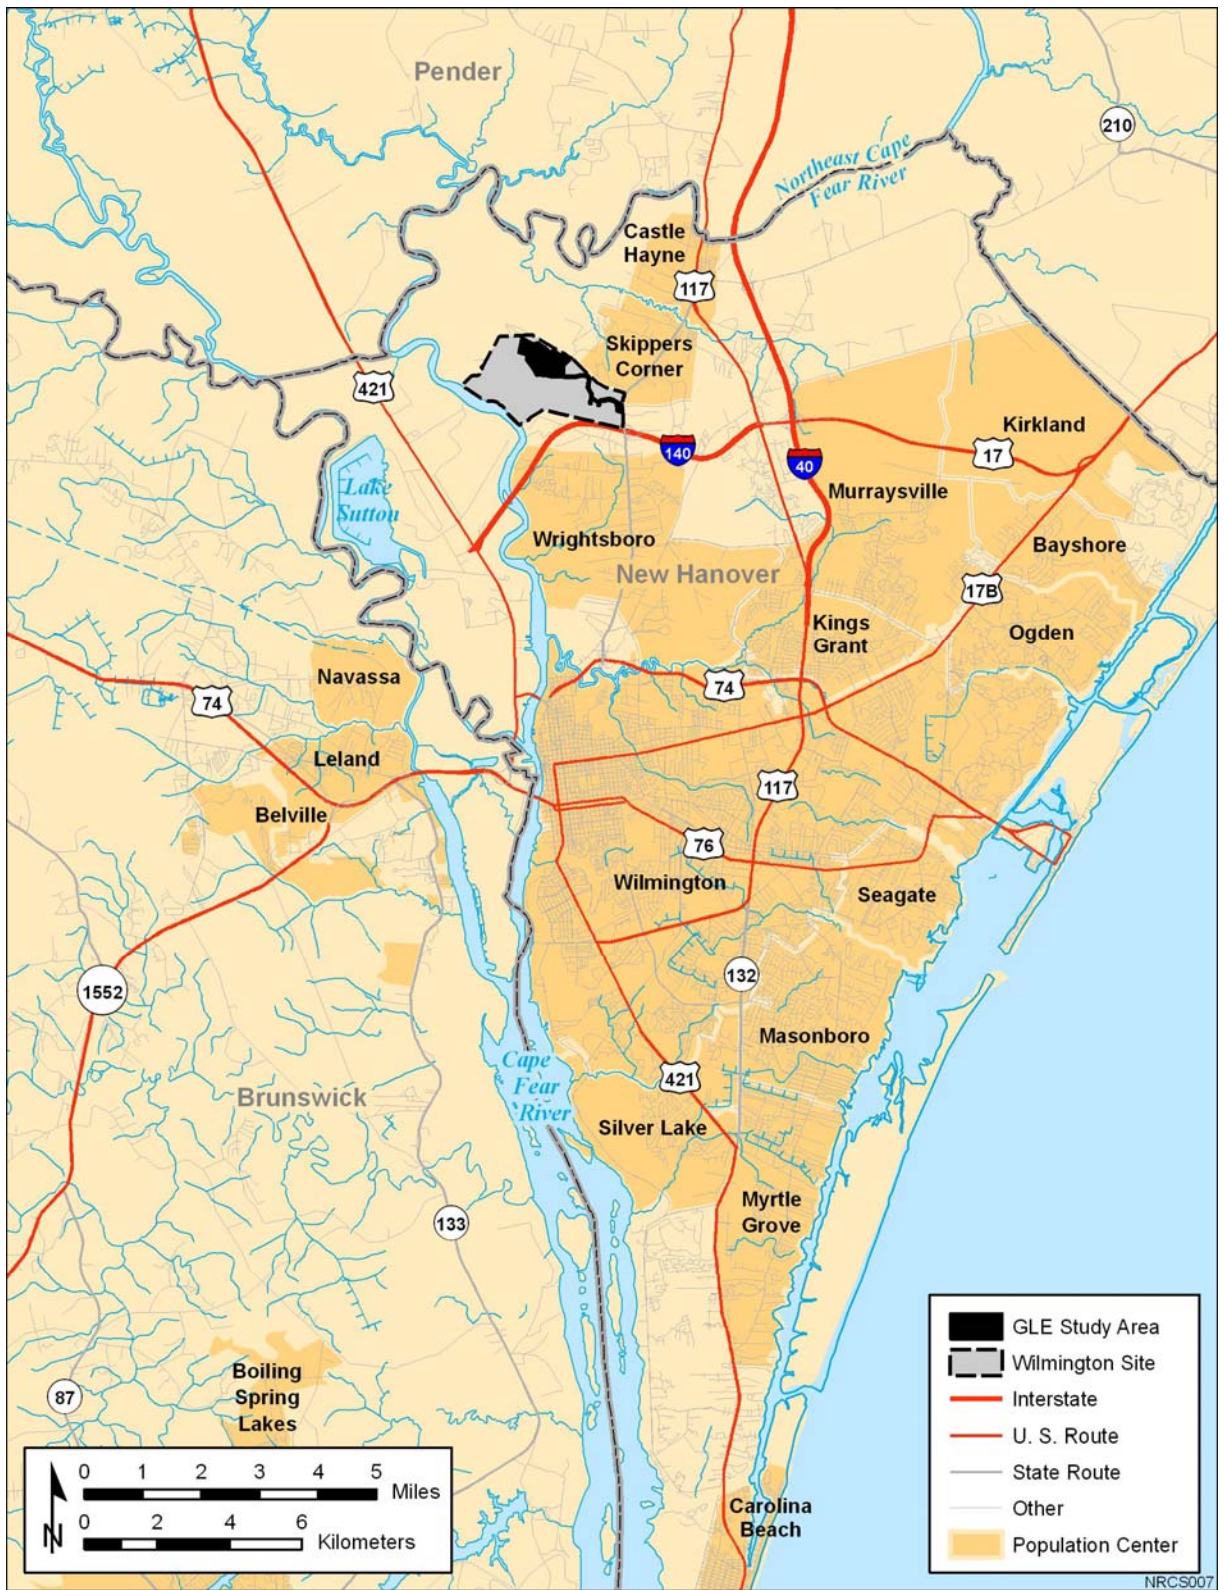 Pender
210
Northeast Cape
Fear River
Castle
Hayne
117
Skippers
Corner
421
Kirkland
17
140
40
Murraysville
Lake
Sutton
Wrightsboro
Bayshore
New Hanover
17B
Kings
Grant
Ogden
Navassa
74
74
Leland
117
Belville
76
Wilmington
Seagate
132
1552
Masonboro
Cape
Fear
River
421
Brunswick
Silver Lake
Myrtle
Grove
133
GLE Study Area
Wilmington Site
Interstate
U. S. Route
State Route
Other
Population Center
Boiling
Spring
Lakes
87
0 1 2 3 4 5
Miles
0 2 4 6
Kilometers
N
Carolina
Beach
NRCS007